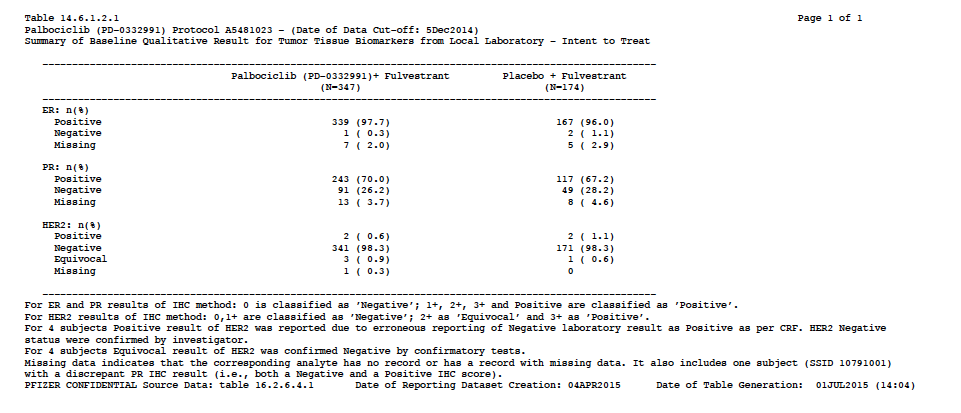 Table 14.6.1.2.1 Page 1 of 1
Palbociclib (PD-0332991) Protocol A5481023 - (Date of Data Cut-off: 5Dec2014)
Summary of Baseline Qualitative Result for Tumor Tissue Biomarkers from Local Laboratory - Intent to Treat
Palbociclib (PD-0332991)+ Fulvestrant Placebo + Fulvestrant
(N=347) (N=174)
ER: n(%)
Positive 339 (97.7) 167 (96.0)
Negative 1 ( 0.3) 2 ( 1.1)
Missing 7 ( 2.0) 5 ( 2.9)
PR: n(%)
Positive 243 (70.0) 117 (67.2)
Negative 91 (26.2) 49 (28.2)
Missing 13 ( 3.7) 8 ( 4.6)
HER2: n(%)
Positive 2 ( 0.6) 2 ( 1.1)
Negative 341 (98.3) 171 (98.3)
Equivocal 3 ( 0.9) 1 ( 0.6)
Missing 1 ( 0.3) 0
For ER and PR results of IHC method: 0 is classified as 'Negative'; 1+, 2+, 3+ and Positive are classified as 'Positive'.
For HER2 results of IHC method: 0,1+ are classified as 'Negative'; 2+ as 'Equivocal' and 3+ as 'Positive'.
For 4 subjects Positive result of HER2 was reported due to erroneous reporting of Negative laboratory result as Positive as per CRF. HER2 Negative
status were confirmed by investigator.
For 4 subjects Equivocal result of HER2 was confirmed Negative by confirmatory tests.
Missing data indicates that the corresponding analyte has no record or has a record with missing data. It also includes one subject (SSID 10791001)
with a discrepant PR IHC result (i.e., both a Negative and a Positive IHC score).
PFIZER CONFIDENTIAL Source Data: table 16.2.6.4.1 Date of Reporting Dataset Creation: 04APR2015 Date of Table Generation: 01JUL2015 (14:04)